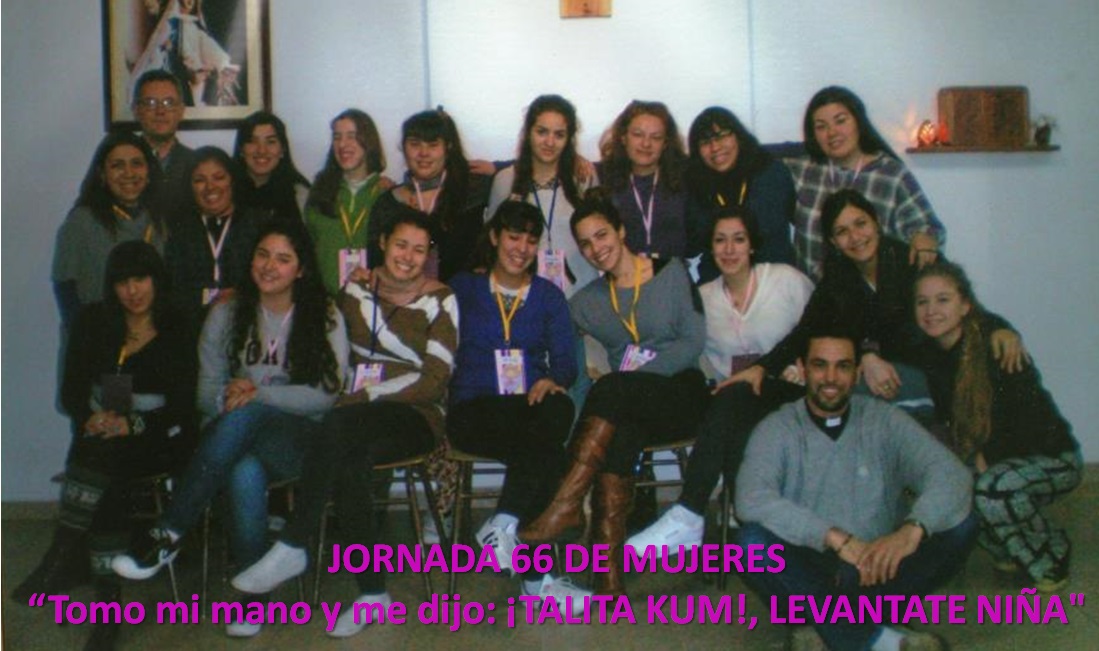 JORNADA 66 DE MUJERES
“Tomo mi mano y me dijo: ¡TALITA KUM!, LEVANTATE NIÑA"